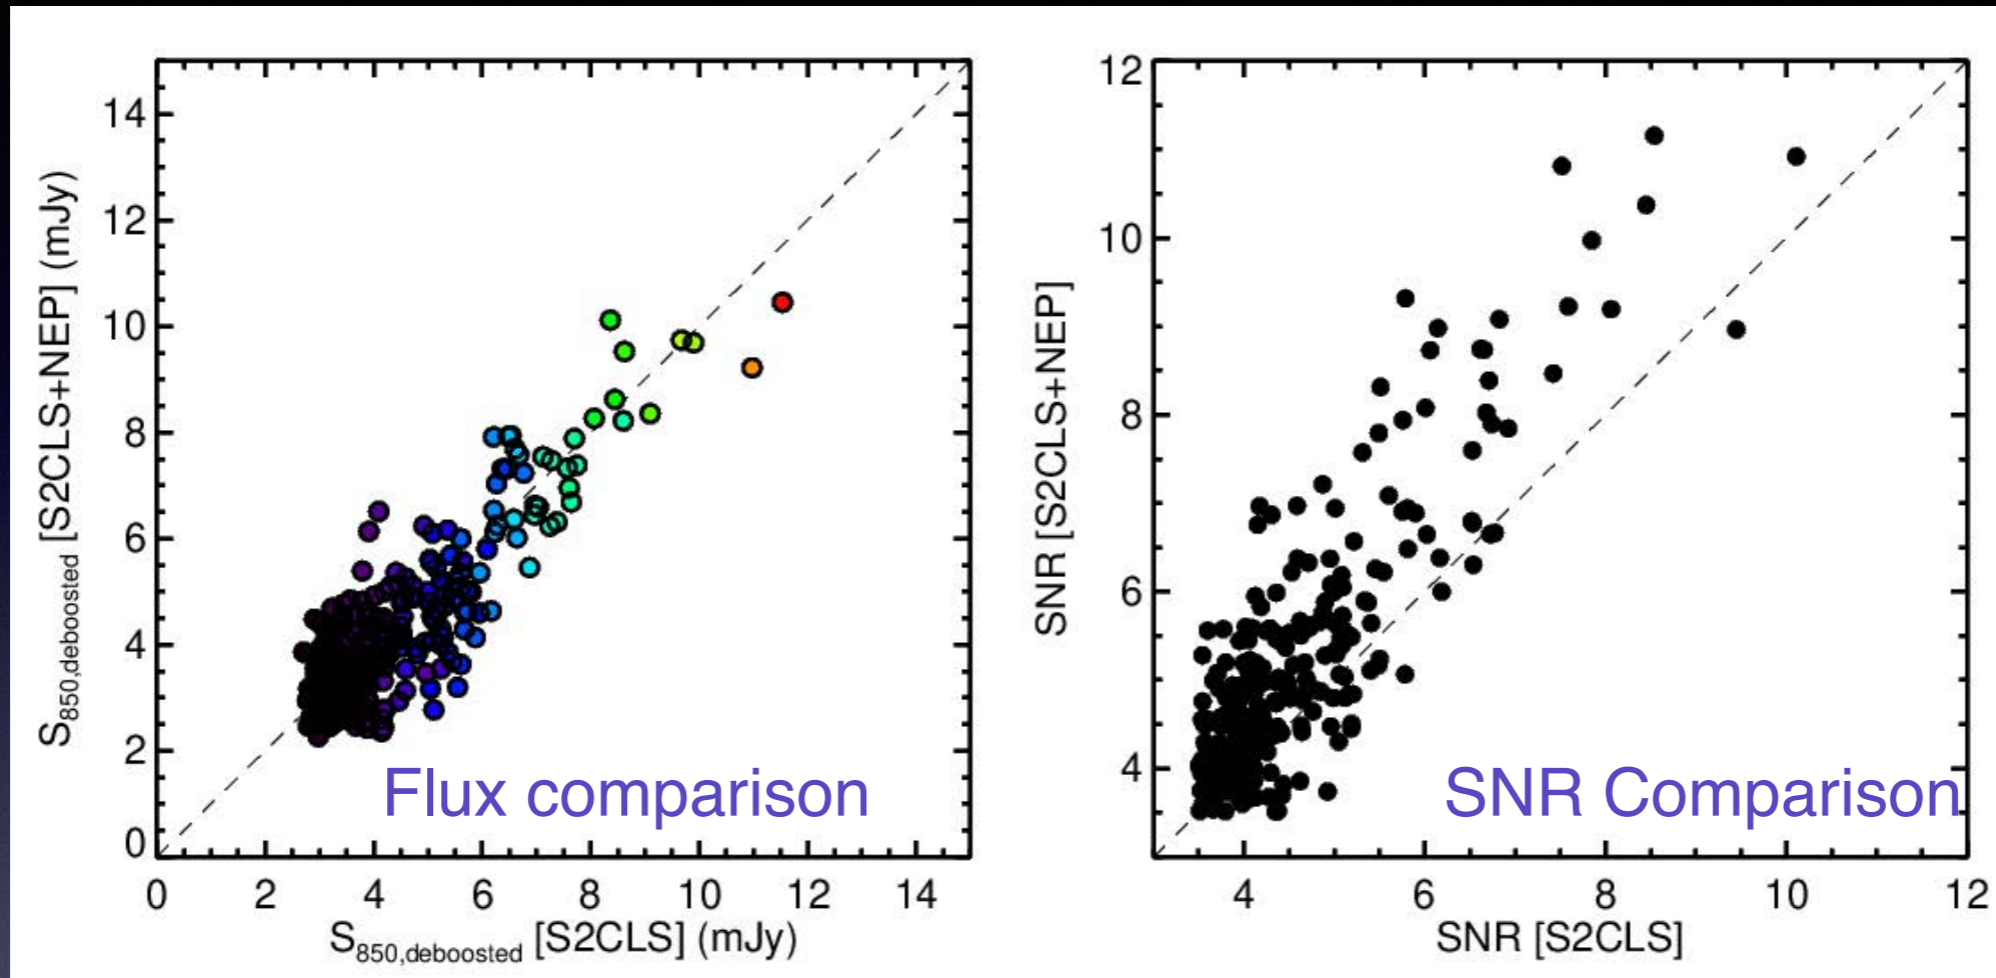 14
12
10
8
6
4
2
0
0 2 4 6 8 10 12 14
S850,deboosted [S2CLS+NEP] (mJy)
S850,deboosted [S2CLS] (mJy)
Flux comparison
12
10
8
6
4
4 6 8 10 12
SNR [S2CLS+NEP]
SNR [S2CLS]
SNR Comparison